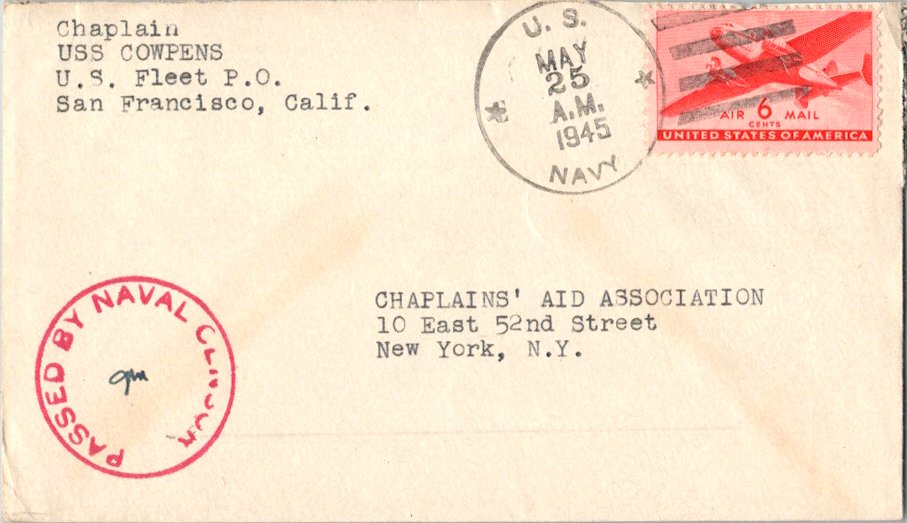 Chaplain
USS COWPENS
U.S. Fleet P.O.
San Francisco, Calif.
U. S.
MAY
25
A.M.
1945
NAVY
AIR 6 MAIL
CENTS
UNITED STATES OF AMERICA
CHAPLAINS' AID ASSOCIATION
10 East 52nd Street
New York, N.Y.
PASSED BY NAVAL CENSOR